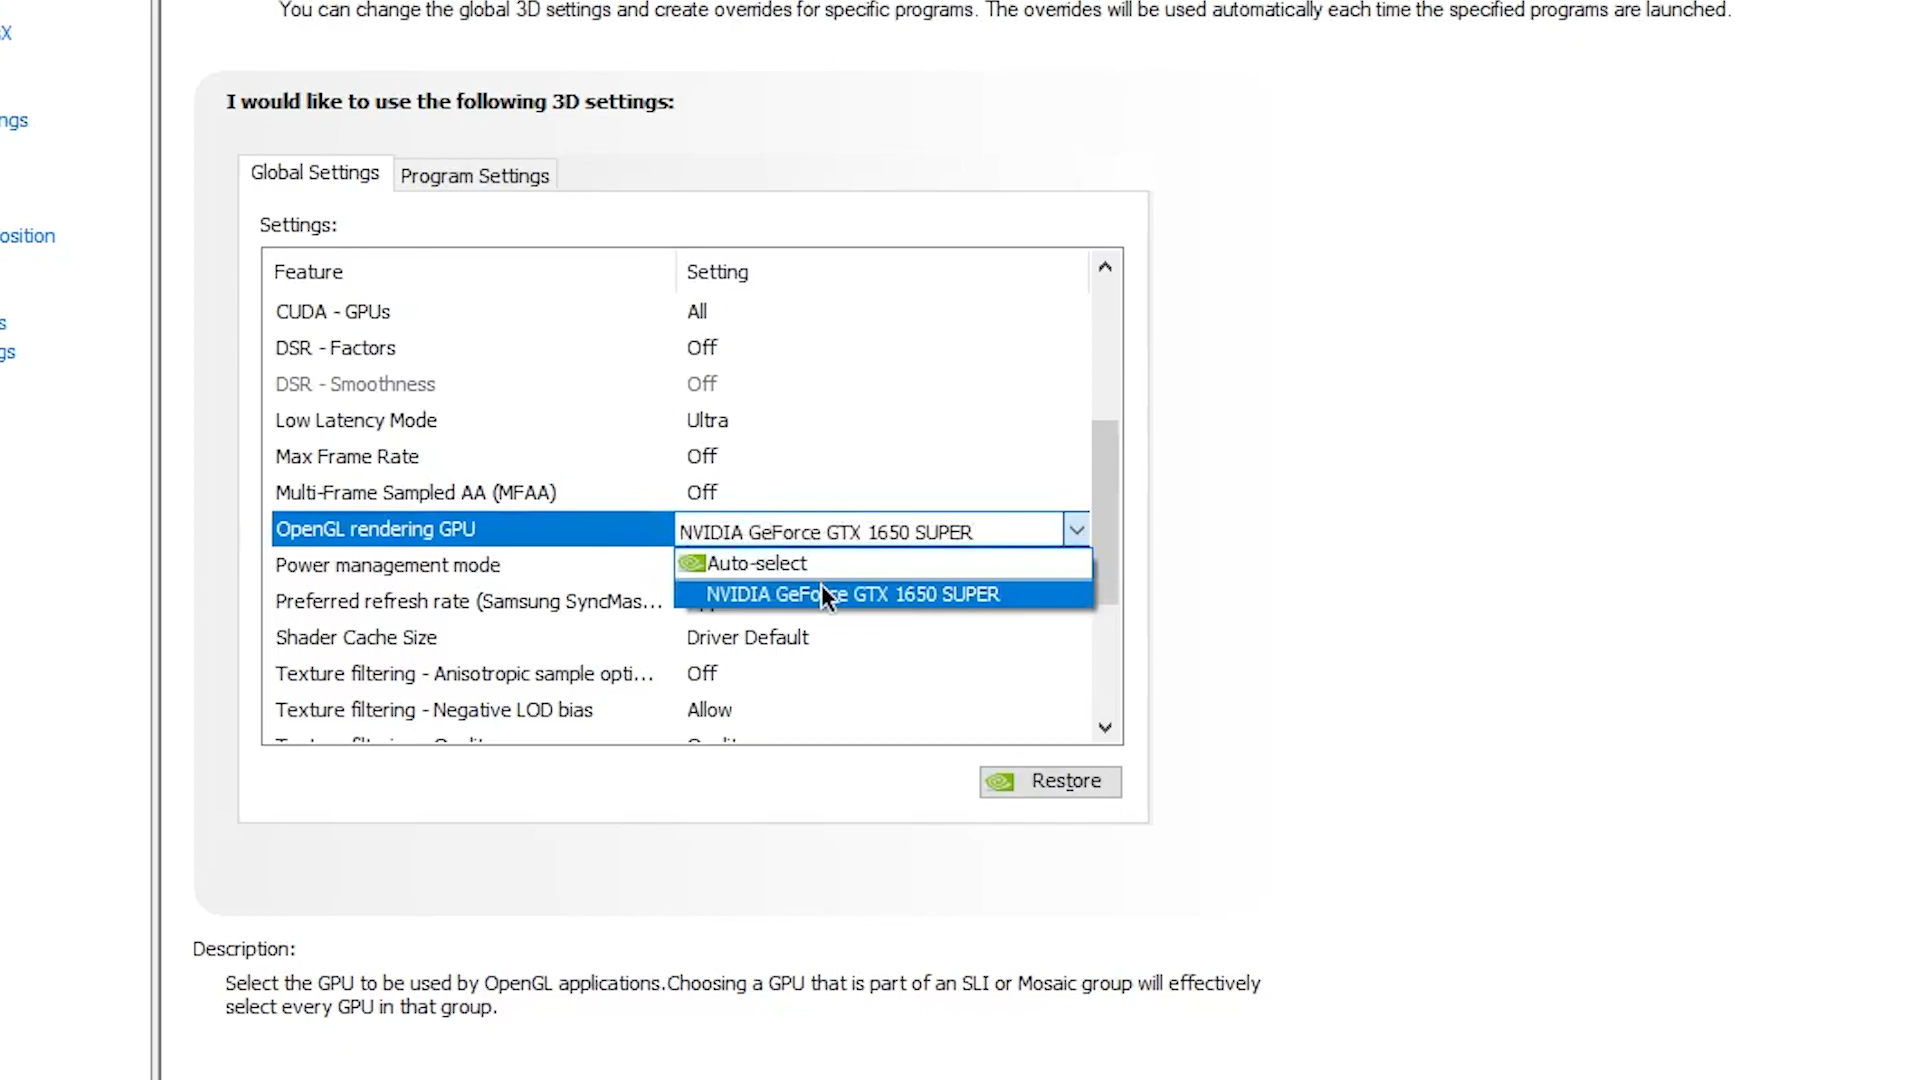 You can change the global 3D settings and create overrides for specific programs. The overrides will be used automatically each time the specified programs are launched.
X
ngs
osition
s
gs
I would like to use the following 3D settings:
Global Settings
Program Settings
Settings:
Feature Setting
CUDA - GPUs All
DSR - Factors Off
DSR - Smoothness Off
Low Latency Mode Ultra
Max Frame Rate Off
Multi-Frame Sampled AA (MFAA) Off
OpenGL rendering GPU NVIDIA GeForce GTX 1650 SUPER
Auto-select
NVIDIA GeForce GTX 1650 SUPER
Power management mode
Preferred refresh rate (Samsung SyncMas...
Shader Cache Size Driver Default
Texture filtering - Anisotropic sample opti... Off
Texture filtering - Negative LOD bias Allow
Restore
Description:
Select the GPU to be used by OpenGL applications.Choosing a GPU that is part of an SLI or Mosaic group will effectively
select every GPU in that group.